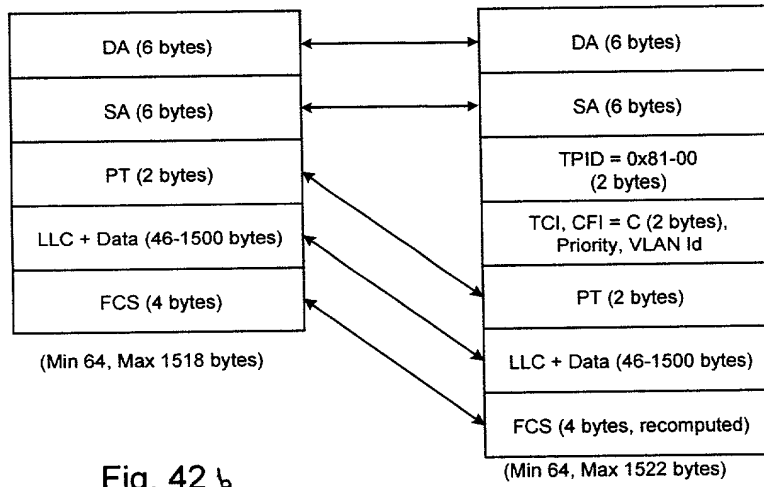 DA (6 bytes)
SA (6 bytes)
PT (2 bytes)
LLC + Data (46-1500 bytes)
FCS (4 bytes)
(Min 64, Max 1518 bytes)
DA (6 bytes)
SA (6 bytes)
TPID = 0x81-00
(2 bytes)
TCI, CFI = C (2 bytes),
Priority, VLAN Id
PT (2 bytes)
LLC + Data (46-1500 bytes)
FCS (4 bytes, recomputed)
(Min 64, Max 1522 bytes)
Fig. 42 b